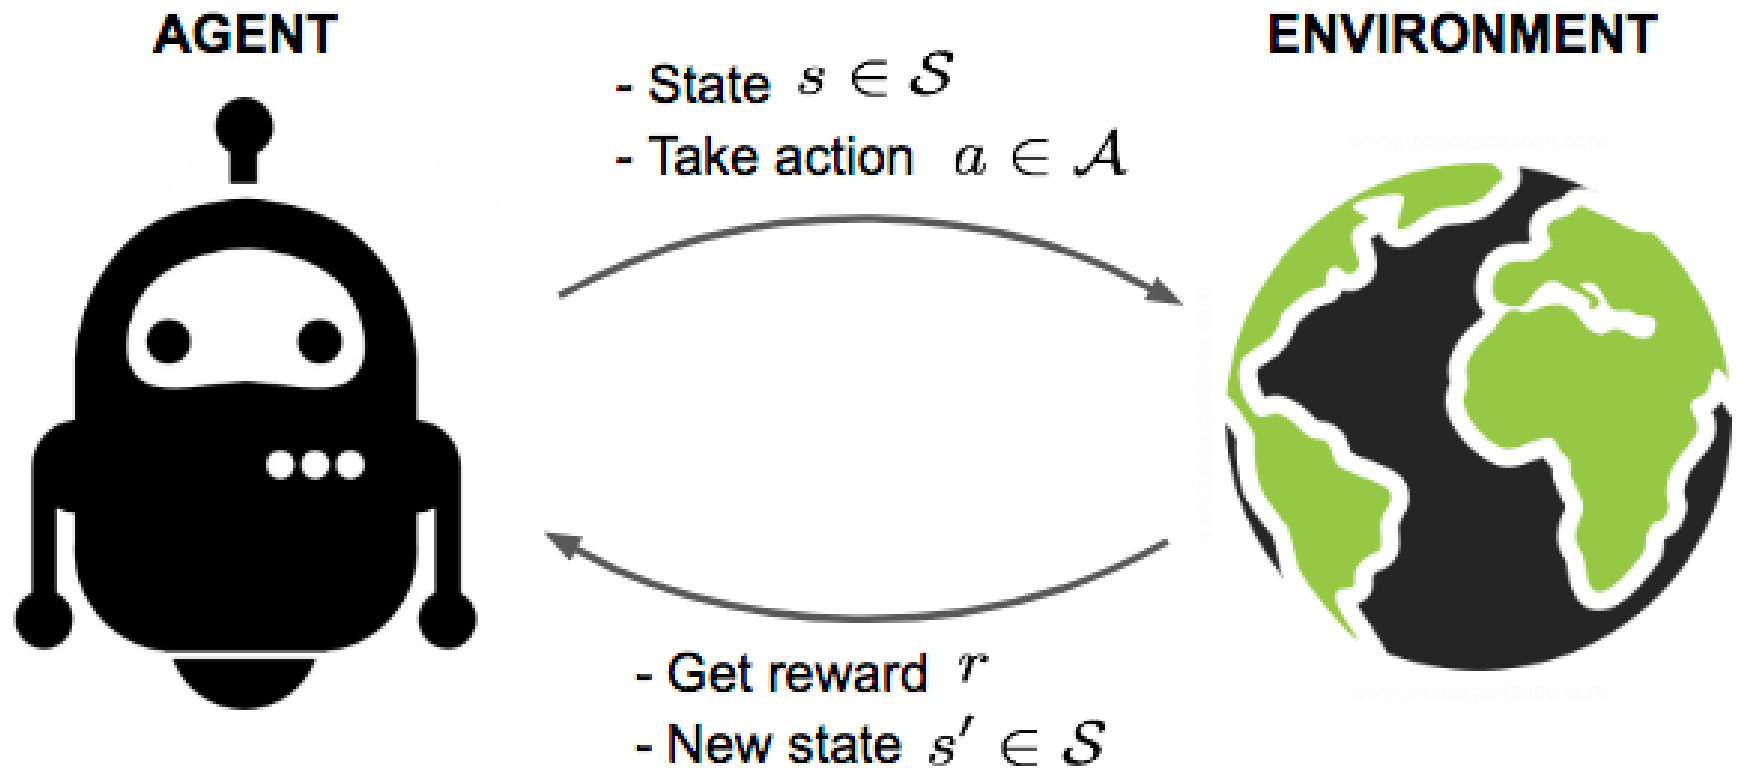 AGENT
ENVIRONMENT
- State s ∈ 𝒮
- Take action a ∈ 𝒜
- Get reward r
- New state s′ ∈ 𝒮